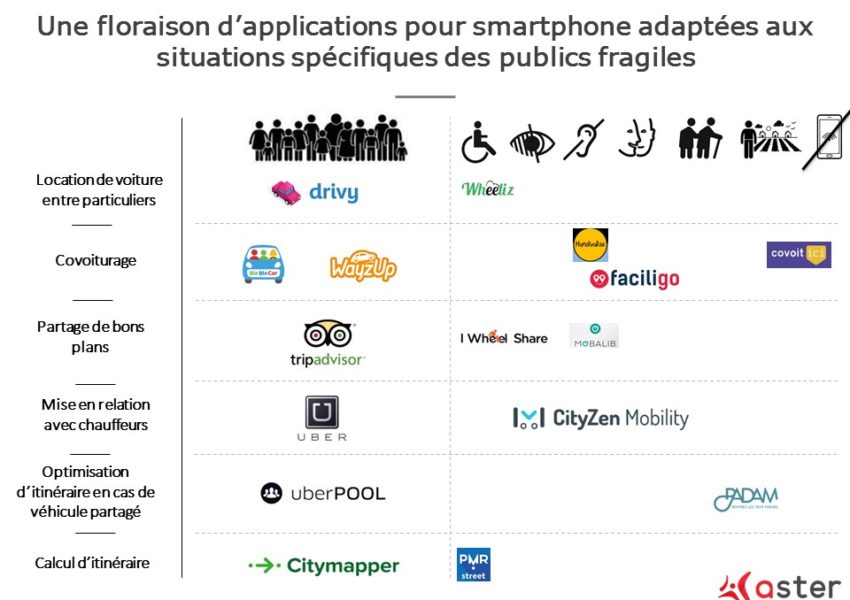 Une floraison d’applications pour smartphone adaptées aux
situations spécifiques des publics fragiles
Location de voiture
entre particuliers
drivy
Wheeliz
Covoiturage
BlaBlaCar
WayzUp
Handivalise
faciligo
covoit ici
Partage de bons
plans
tripadvisor
I Wheel Share
MOBALIB
Mise en relation
avec chauffeurs
U
UBER
CityZen Mobility
Optimisation
d’itinéraire en cas de
véhicule partagé
uberPOOL
PADAM
Calcul d’itinéraire
Citymapper
PMR
street
aster